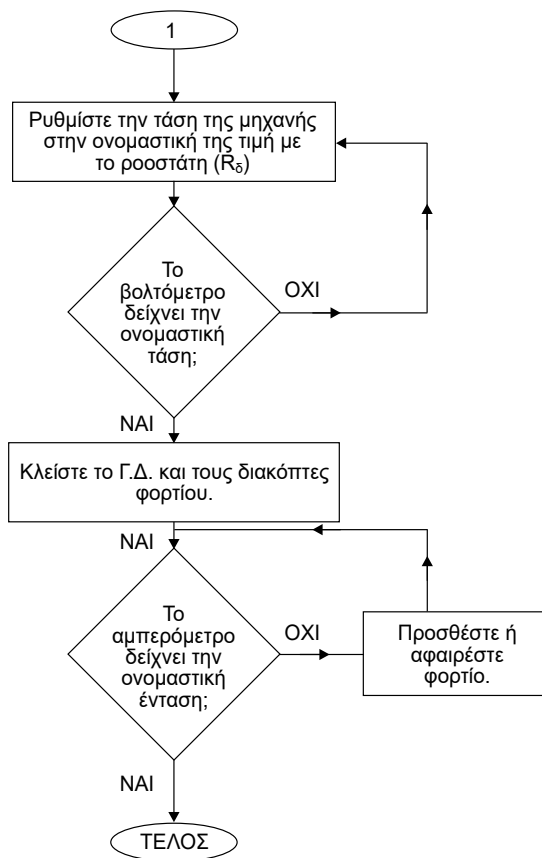 1
Ρυθμίστε την τάση της μηχανής
στην ονομαστική της τιμή με
το ροοστάτη (Rδ)
Το
βολτόμετρο
δείχνει την
ονομαστική
τάση;
ΟΧΙ
ΝΑΙ
Κλείστε το Γ.Δ. και τους διακόπτες
φορτίου.
ΝΑΙ
Το
αμπερόμετρο
δείχνει την
ονομαστική
ένταση;
ΟΧΙ
Προσθέστε ή
αφαιρέστε
φορτίο.
ΝΑΙ
ΤΕΛΟΣ